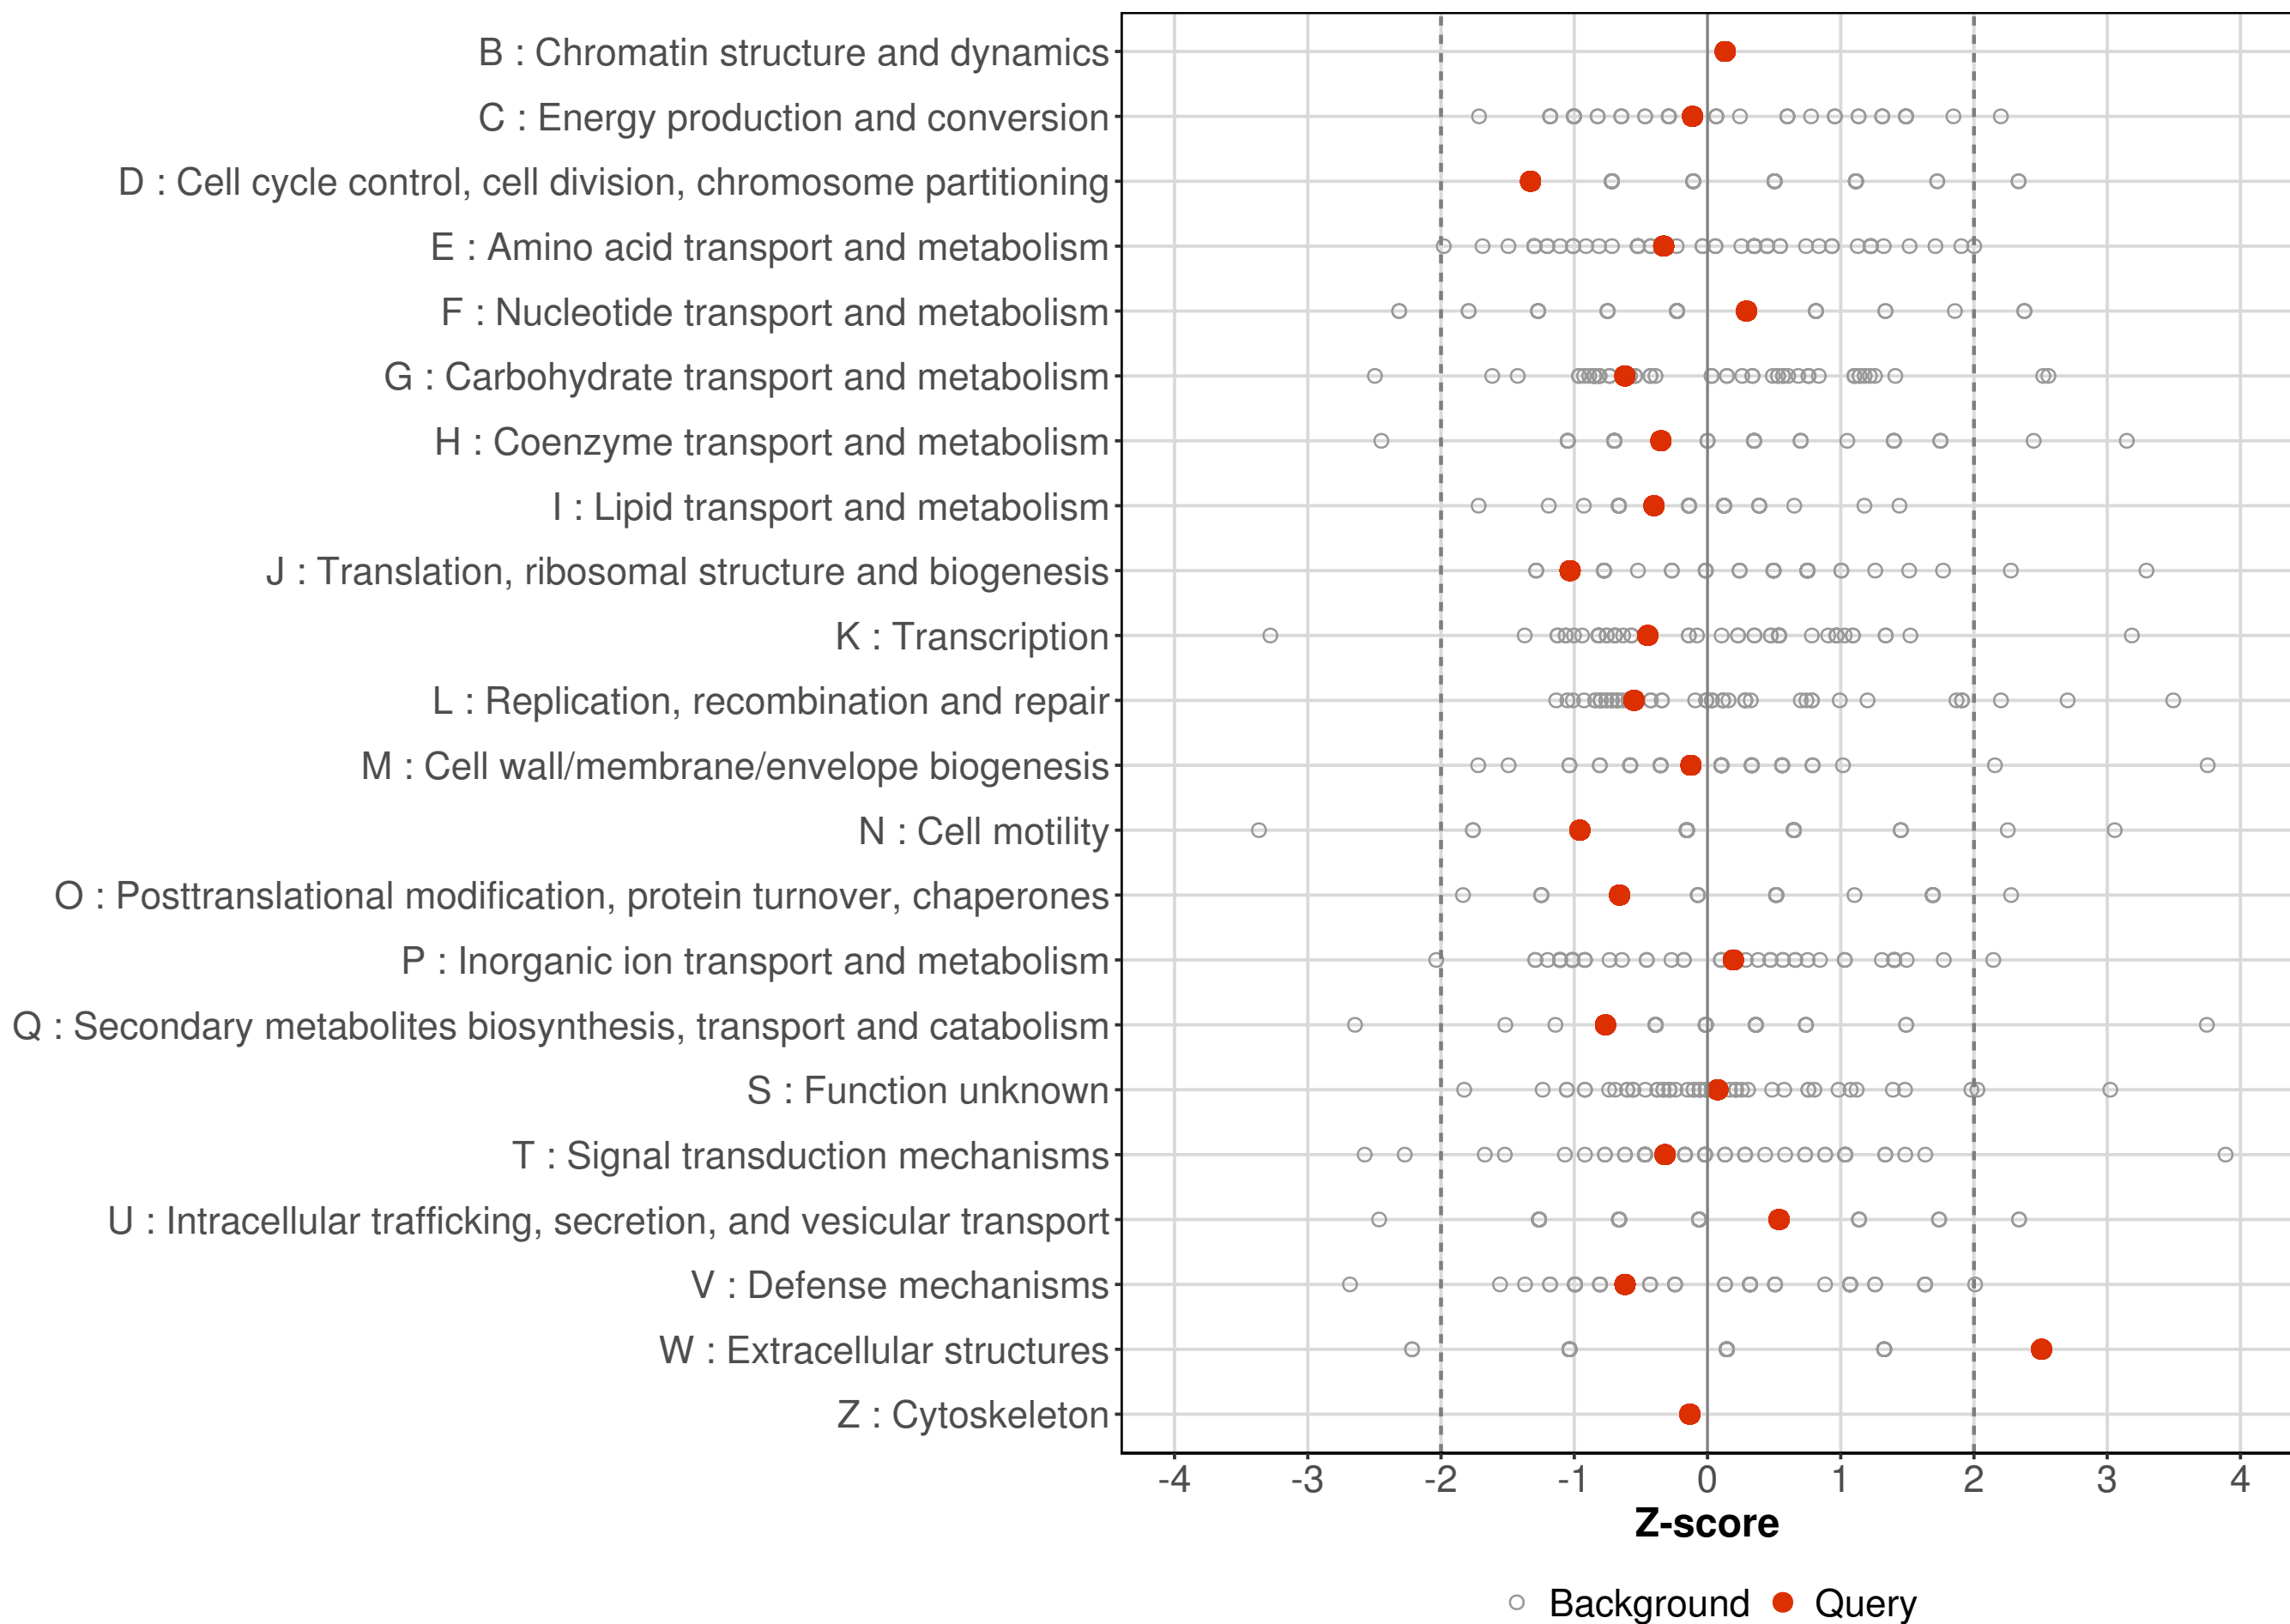 B : Chromatin structure and dynamics
C : Energy production and conversion
D : Cell cycle control, cell division, chromosome partitioning
E : Amino acid transport and metabolism
F : Nucleotide transport and metabolism
G : Carbohydrate transport and metabolism
H : Coenzyme transport and metabolism
I : Lipid transport and metabolism
J : Translation, ribosomal structure and biogenesis
K : Transcription
L : Replication, recombination and repair
M : Cell wall/membrane/envelope biogenesis
N : Cell motility
O : Posttranslational modification, protein turnover, chaperones
P : Inorganic ion transport and metabolism
Q : Secondary metabolites biosynthesis, transport and catabolism
S : Function unknown
T : Signal transduction mechanisms
U : Intracellular trafficking, secretion, and vesicular transport
V : Defense mechanisms
W : Extracellular structures
Z : Cytoskeleton
-4 -3 -2 -1 0 1 2 3 4
Z-score
Background Query